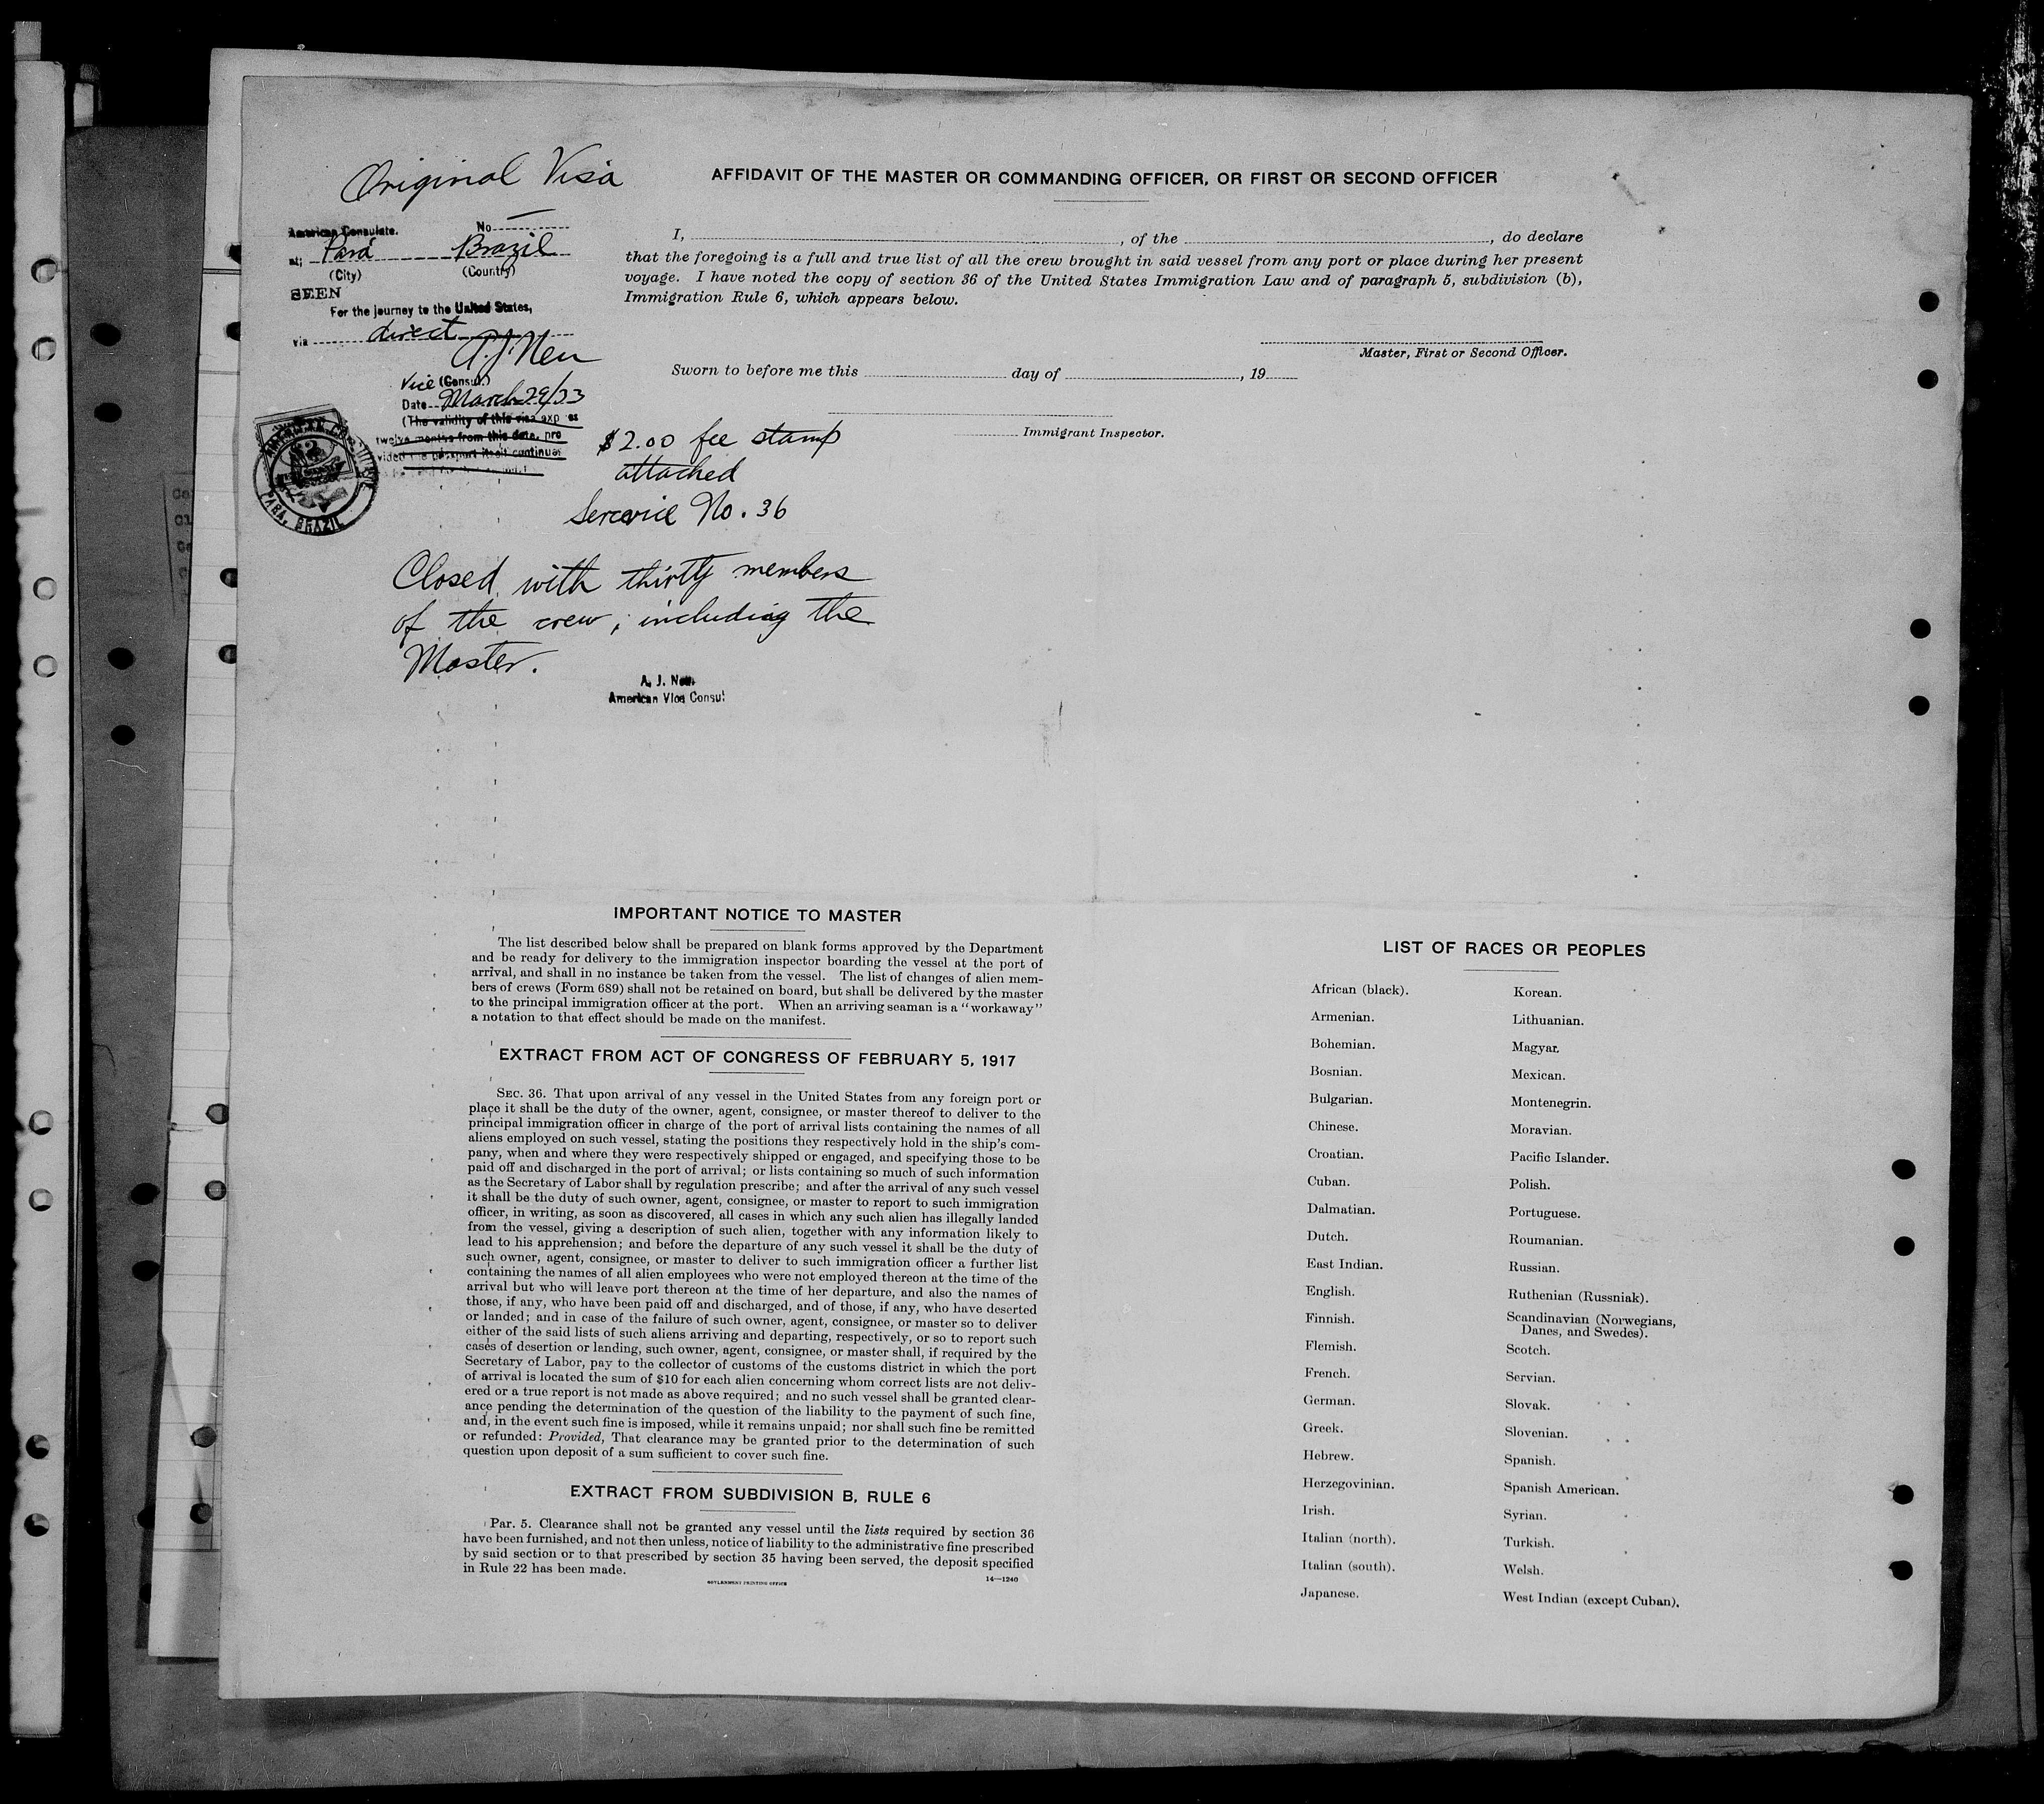 Original Visa
American Consulate. No
at; Pará Brazil
(City) (Country)
SEEN
For the journey to the United States,
via direct
Vice (Consul.)
Date March 29/33
(The validity of this visa expires
twelve months from this date, pro
vided the passport itself continues
PARA, BRAZIL
$2.00 fee stamp
attached
Service No. 36
Closed with thirty members
of the crew, including the
Master.
A. J.
American Vice Consul
AFFIDAVIT OF THE MASTER OR COMMANDING OFFICER, OR FIRST OR SECOND OFFICER
I, , of the , do declare
that the foregoing is a full and true list of all the crew brought in said vessel from any port or place during her present
voyage. I have noted the copy of section 36 of the United States Immigration Law and of paragraph 5, subdivision (b),
Immigration Rule 6, which appears below.
Master, First or Second Officer.
Sworn to before me this day of , 19
Immigrant Inspector.
IMPORTANT NOTICE TO MASTER
The list described below shall be prepared on blank forms approved by the Department
and be ready for delivery to the immigration inspector boarding the vessel at the port of
arrival, and shall in no instance be taken from the vessel. The list of changes of alien mem-
bers of crews (Form 689) shall not be retained on board, but shall be delivered by the master
to the principal immigration officer at the port. When an arriving seaman is a "workaway"
a notation to that effect should be made on the manifest.
EXTRACT FROM ACT OF CONGRESS OF FEBRUARY 5, 1917
SEC. 36. That upon arrival of any vessel in the United States from any foreign port or
place it shall be the duty of the owner, agent, consignee, or master thereof to deliver to the
principal immigration officer in charge of the port of arrival lists containing the names of all
aliens employed on such vessel, stating the positions they respectively hold in the ship's com-
pany, when and where they were respectively shipped or engaged, and specifying those to be
paid off and discharged in the port of arrival; or lists containing so much of such information
as the Secretary of Labor shall by regulation prescribe; and after the arrival of any such vessel
it shall be the duty of such owner, agent, consignee, or master to report to such immigration
officer, in writing, as soon as discovered, all cases in which any such alien has illegally landed
from the vessel, giving a description of such alien, together with any information likely to
lead to his apprehension; and before the departure of any such vessel it shall be the duty of
such owner, agent, consignee, or master to deliver to such immigration officer a further list
containing the names of all alien employees who were not employed thereon at the time of the
arrival but who will leave port thereon at the time of her departure, and also the names of
those, if any, who have been paid off and discharged, and of those, if any, who have deserted
or landed; and in case of the failure of such owner, agent, consignee, or master so to deliver
either of the said lists of such aliens arriving and departing, respectively, or so to report such
cases of desertion or landing, such owner, agent, consignee, or master shall, if required by the
Secretary of Labor, pay to the collector of customs of the customs district in which the port
of arrival is located the sum of $10 for each alien concerning whom correct lists are not deliv-
ered or a true report is not made as above required; and no such vessel shall be granted clear-
ance pending the determination of the question of the liability to the payment of such fine,
and, in the event such fine is imposed, while it remains unpaid; nor shall such fine be remitted
or refunded: Provided, That clearance may be granted prior to the determination of such
question upon deposit of a sum sufficient to cover such fine.
EXTRACT FROM SUBDIVISION B, RULE 6
Par. 5. Clearance shall not be granted any vessel until the lists required by section 36
have been furnished, and not then unless, notice of liability to the administrative fine prescribed
by said section or to that prescribed by section 35 having been served, the deposit specified
in Rule 22 has been made.
GOVERNMENT PRINTING OFFICE 14—1240
LIST OF RACES OR PEOPLES
African (black).
Armenian.
Bohemian.
Bosnian.
Bulgarian.
Chinese.
Croatian.
Cuban.
Dalmatian.
Dutch.
East Indian.
English.
Finnish.
Flemish.
French.
German.
Greek.
Hebrew.
Herzegovinian.
Irish.
Italian (north).
Italian (south).
Japanese.
Korean.
Lithuanian.
Magyar.
Mexican.
Montenegrin.
Moravian.
Pacific Islander.
Polish.
Portuguese.
Roumanian.
Russian.
Ruthenian (Russniak).
Scandinavian (Norwegians,
Danes, and Swedes).
Scotch.
Servian.
Slovak.
Slovenian.
Spanish.
Spanish American.
Syrian.
Turkish.
Welsh.
West Indian (except Cuban).